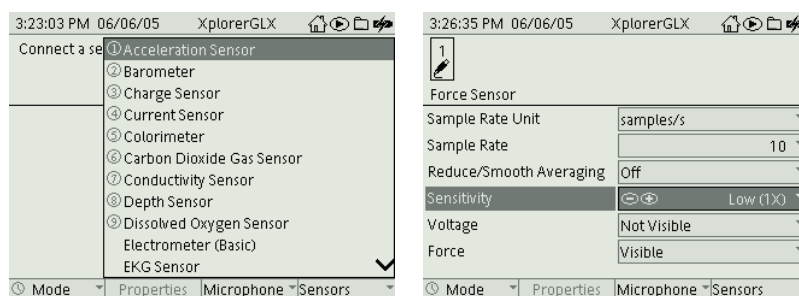 3:23:03 PM 06/06/05 XplorerGLX
Connect a se
①Acceleration Sensor
②Barometer
③Charge Sensor
④Current Sensor
⑤Colorimeter
⑥Carbon Dioxide Gas Sensor
⑦Conductivity Sensor
⑧Depth Sensor
⑨Dissolved Oxygen Sensor
Electrometer (Basic)
EKG Sensor
Mode Properties Microphone Sensors
3:26:35 PM 06/06/05 XplorerGLX
1
Force Sensor
Sample Rate Unit samples/s
Sample Rate 10
Reduce/Smooth Averaging Off
Sensitivity Low (1X)
Voltage Not Visible
Force Visible
Mode Properties Microphone Sensors